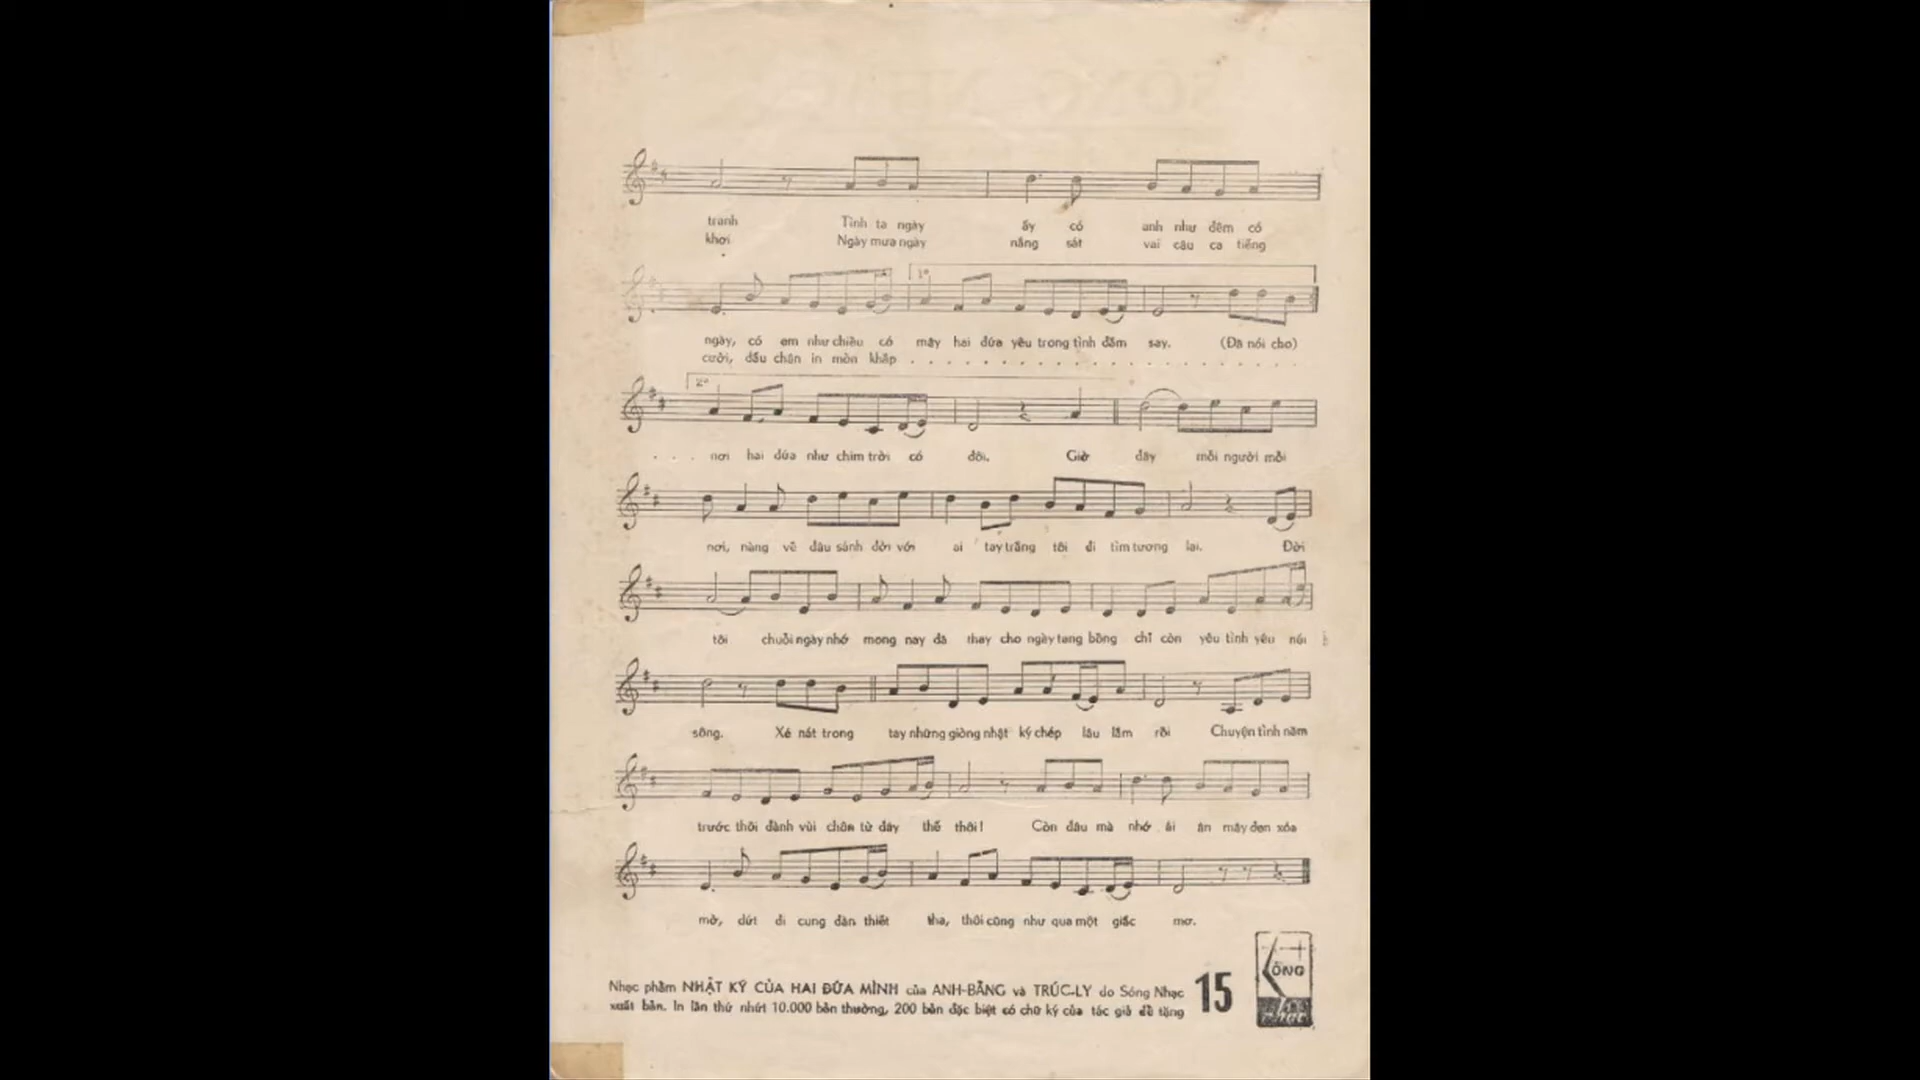 tranh Tình ta ngày ấy có anh như đêm có
khơi Ngày mưa ngày nắng sát vai câu ca tiếng
1º
ngày, có em như chiều có mây hai đứa yêu trong tình đắm say. (Đã nói cho)
cười, dấu chân in mòn khắp . . . . . . . . . . . . . . . . . .
2º
. . . nơi hai đứa như chim trời có đôi. Giờ đây mỗi người mỗi
nơi, nàng về đâu sánh đời với ai tay trắng tôi đi tìm tương lai. Đời
tôi chuỗi ngày nhớ mong nay đã thay cho ngày tang bồng chỉ còn yêu tình yêu núi
sông. Xé nát trong tay những giòng nhật ký chép lâu lắm rồi Chuyện tình năm
trước thôi đành vùi chôn từ đây thế thôi! Còn đâu mà nhớ ái ân mây đen xóa
mờ, dứt đi cung đàn thiết tha, thôi cũng như qua một giấc mơ.
Nhạc phẩm NHẬT KÝ CỦA HAI ĐỨA MÌNH của ANH-BẰNG và TRÚC-LY do Sóng Nhạc
xuất bản. In lần thứ nhứt 10.000 bản thường, 200 bản đặc biệt có chữ ký của tác giả đề tặng
15
SÓNG
NHẠC